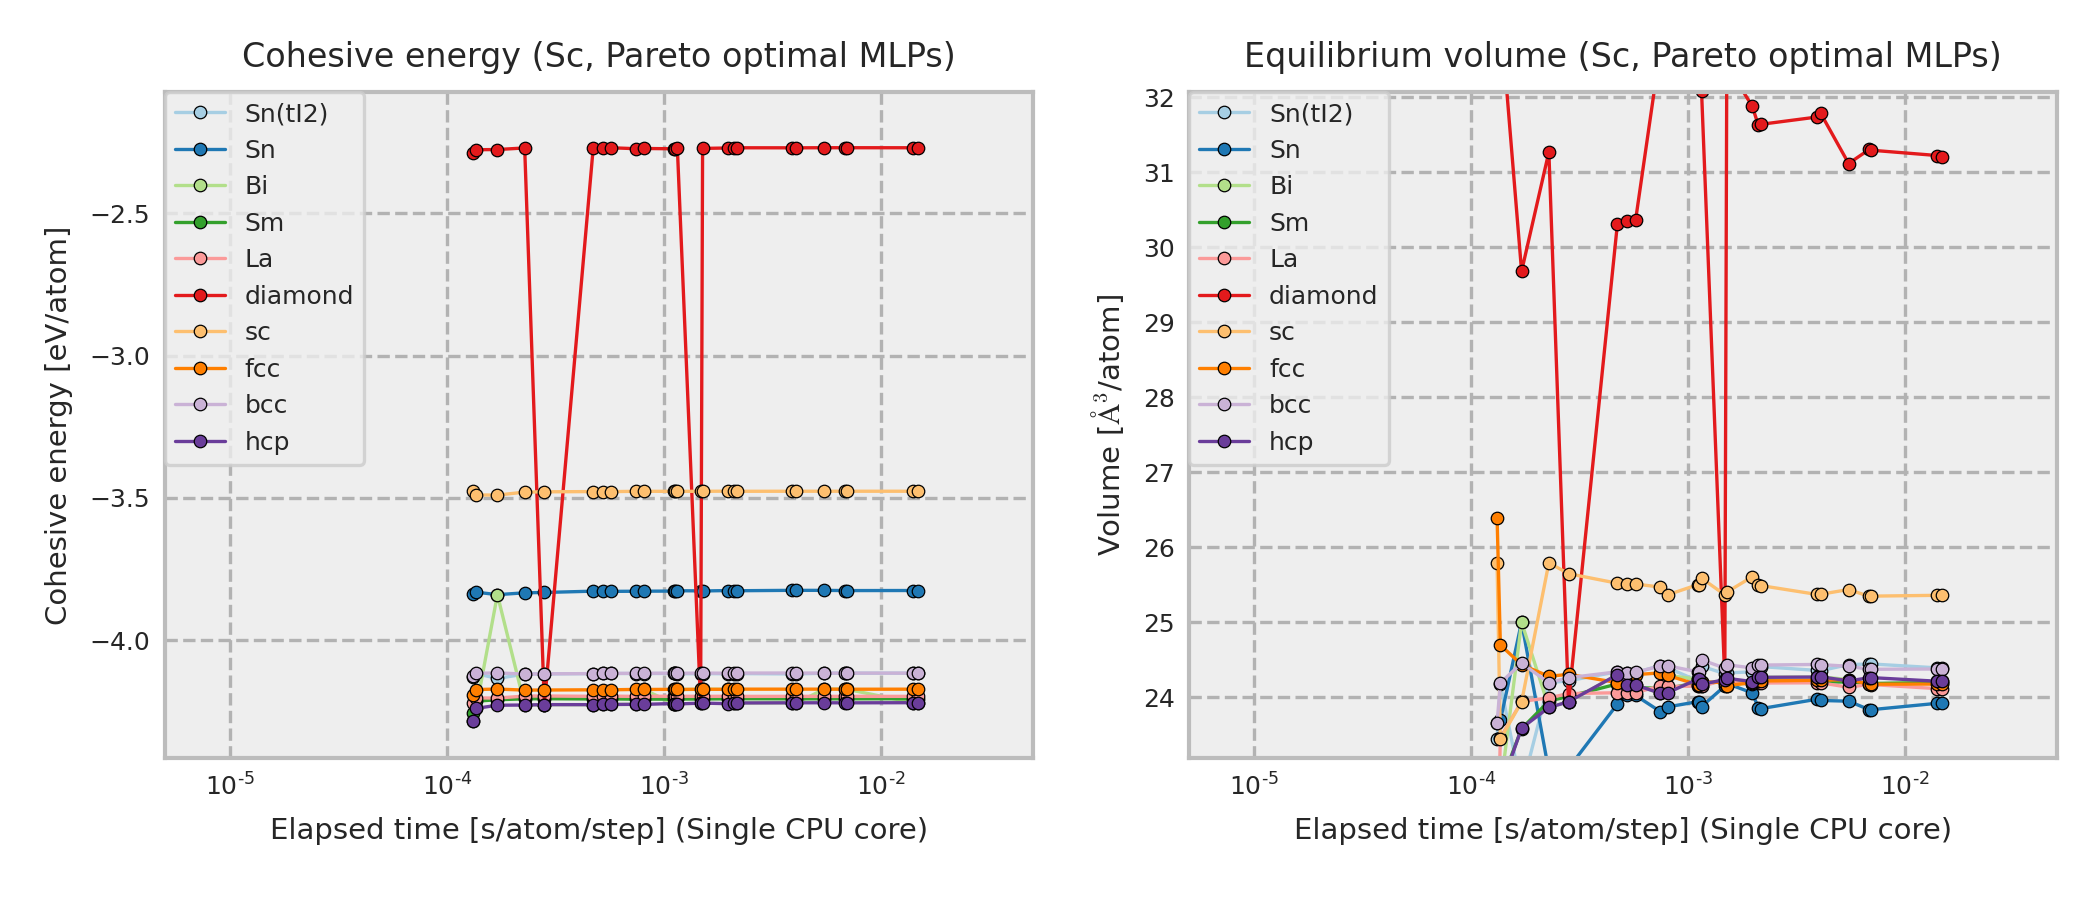 Cohesive energy (Sc, Pareto optimal MLPs)
Cohesive energy [eV/atom]
−2.5
−3.0
−3.5
−4.0
Sn(tI2)
Sn
Bi
Sm
La
diamond
sc
fcc
bcc
hcp
10-5
10-4
10-3
10-2
Elapsed time [s/atom/step] (Single CPU core)
Equilibrium volume (Sc, Pareto optimal MLPs)
Volume [Å3/atom]
32
31
30
29
28
27
26
25
24
Sn(tI2)
Sn
Bi
Sm
La
diamond
sc
fcc
bcc
hcp
10-5
10-4
10-3
10-2
Elapsed time [s/atom/step] (Single CPU core)